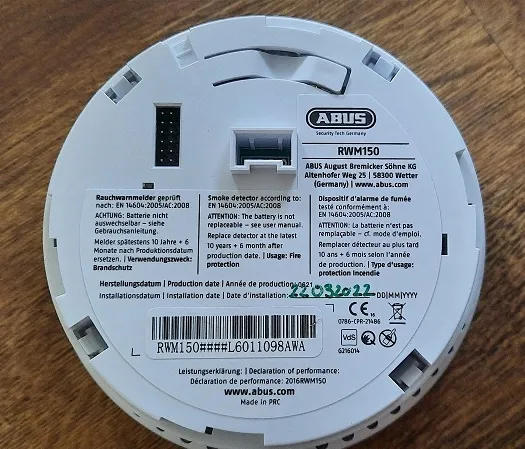 ABUS
Security Tech Germany
RWM150
ABUS August Bremicker Söhne KG
Altenhofer Weg 25 | 58300 Wetter
(Germany) | www.abus.com
Rauchwarnmelder geprüft
nach: EN 14604:2005/AC:2008
ACHTUNG: Batterie nicht
auswechselbar – siehe
Gebrauchsanleitung.
Melder spätestens 10 Jahre + 6
Monate nach Produktionsdatum
ersetzen. | Verwendungszweck:
Brandschutz
Smoke detector according to:
EN 14604:2005/AC:2008
ATTENTION: The battery is not
replaceable – see user manual.
Replace detector at the latest
10 years + 6 month after
production date. | Usage: Fire
protection
Dispositif d'alarme de fumée
testé conformément à:
EN 14604:2005/AC:2008
ATTENTION: La batterie n'est pas
remplaçable – cf. mode d'emploi.
Remplacer détecteur au plus tard
10 ans + 6 mois selon l'année
de production. | Type d'usage:
protection incendie
Herstellungsdatum | Production date | Année de production: 0621
Installationsdatum | Installation date | Date d'installation: 22032022 DD|MM|YYYY
CE
0786-CPR-21486
VdS
G216014
RWM150####L6011098AWA
Leistungserklärung: | Declaration of performance:
Déclaration de performance: 2016RWM150
www.abus.com
Made in PRC